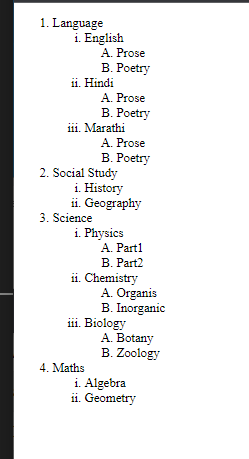 1. Language
i. English
A. Prose
B. Poetry
ii. Hindi
A. Prose
B. Poetry
iii. Marathi
A. Prose
B. Poetry
2. Social Study
i. History
ii. Geography
3. Science
i. Physics
A. Part1
B. Part2
ii. Chemistry
A. Organis
B. Inorganic
iii. Biology
A. Botany
B. Zoology
4. Maths
i. Algebra
ii. Geometry